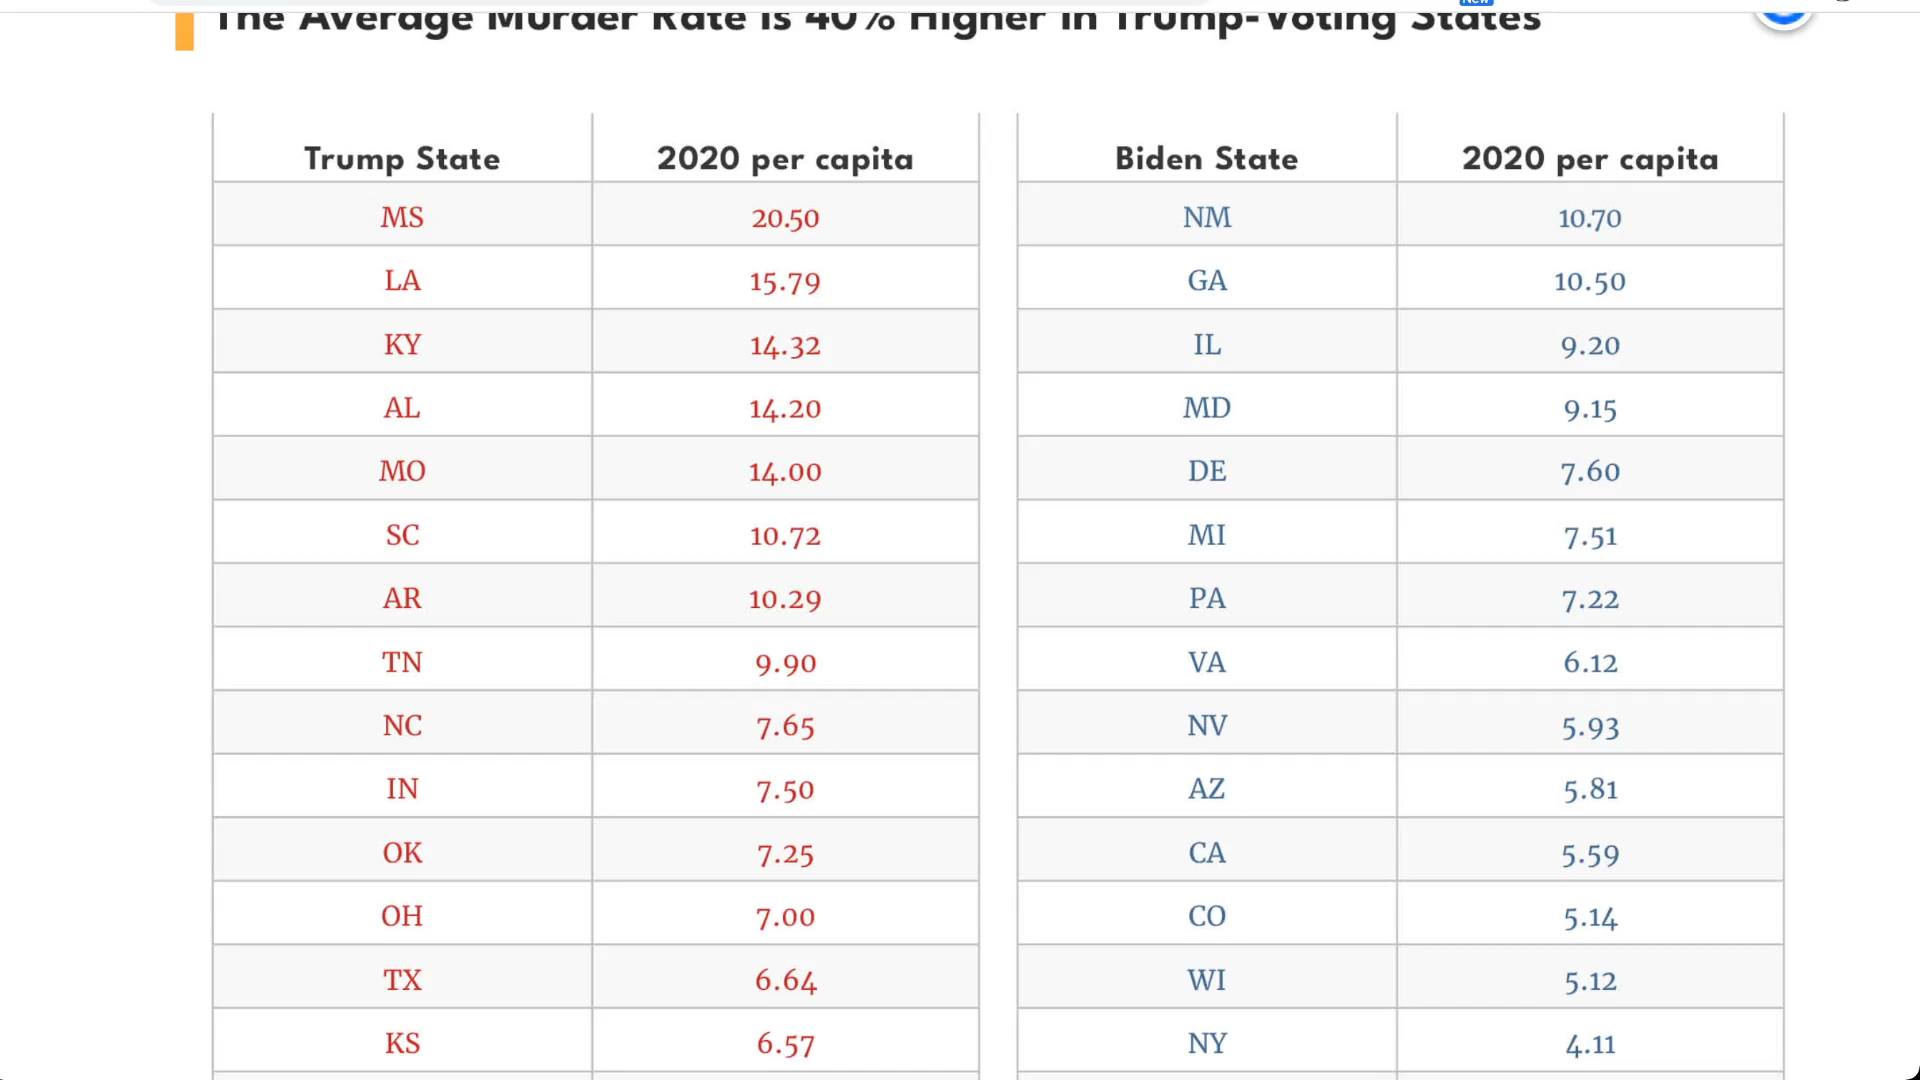 New
The Average Murder Rate Is 40% Higher in Trump-Voting States
Trump State 2020 per capita Biden State 2020 per capita
MS 20.50 NM 10.70
LA 15.79 GA 10.50
KY 14.32 IL 9.20
AL 14.20 MD 9.15
MO 14.00 DE 7.60
SC 10.72 MI 7.51
AR 10.29 PA 7.22
TN 9.90 VA 6.12
NC 7.65 NV 5.93
IN 7.50 AZ 5.81
OK 7.25 CA 5.59
OH 7.00 CO 5.14
TX 6.64 WI 5.12
KS 6.57 NY 4.11